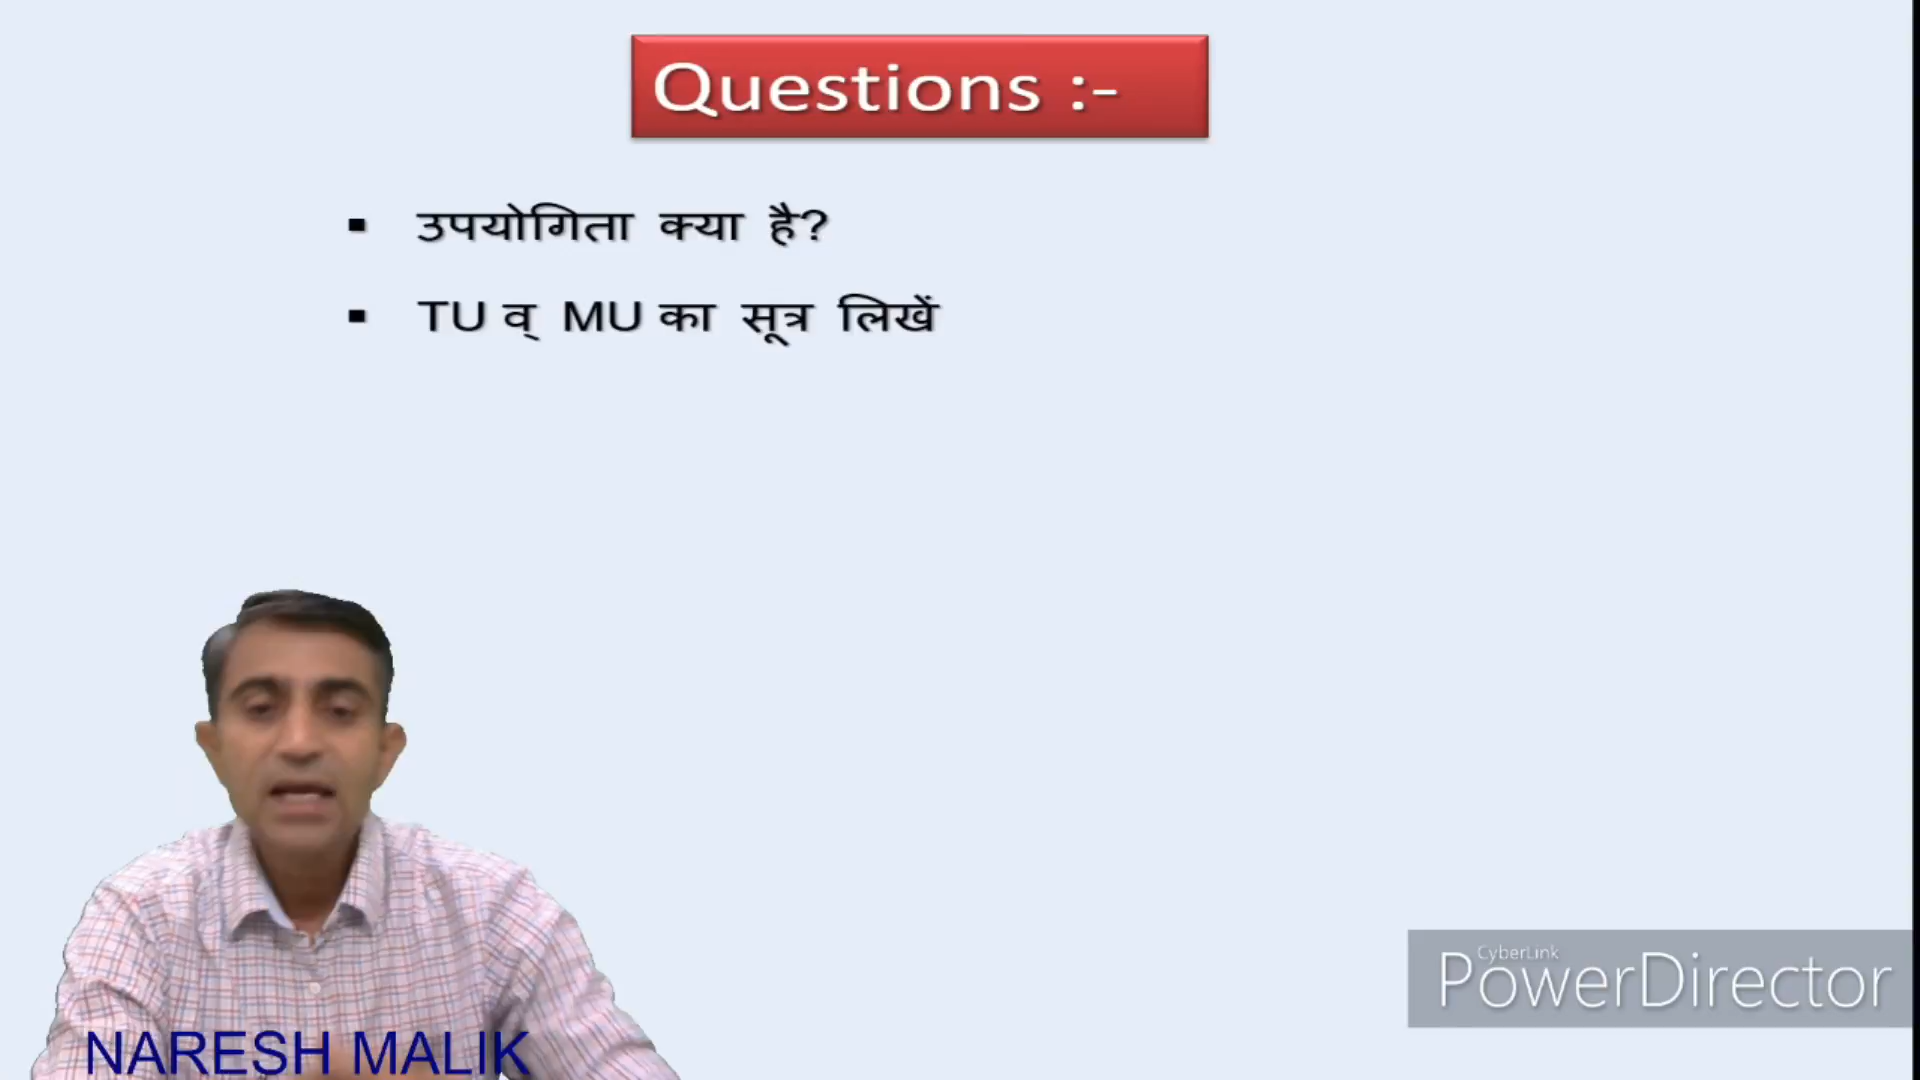 Questions :-
उपयोगिता क्या है?
TU व् MU का सूत्र लिखें
CyberLink
PowerDirector
NARESH MALIK